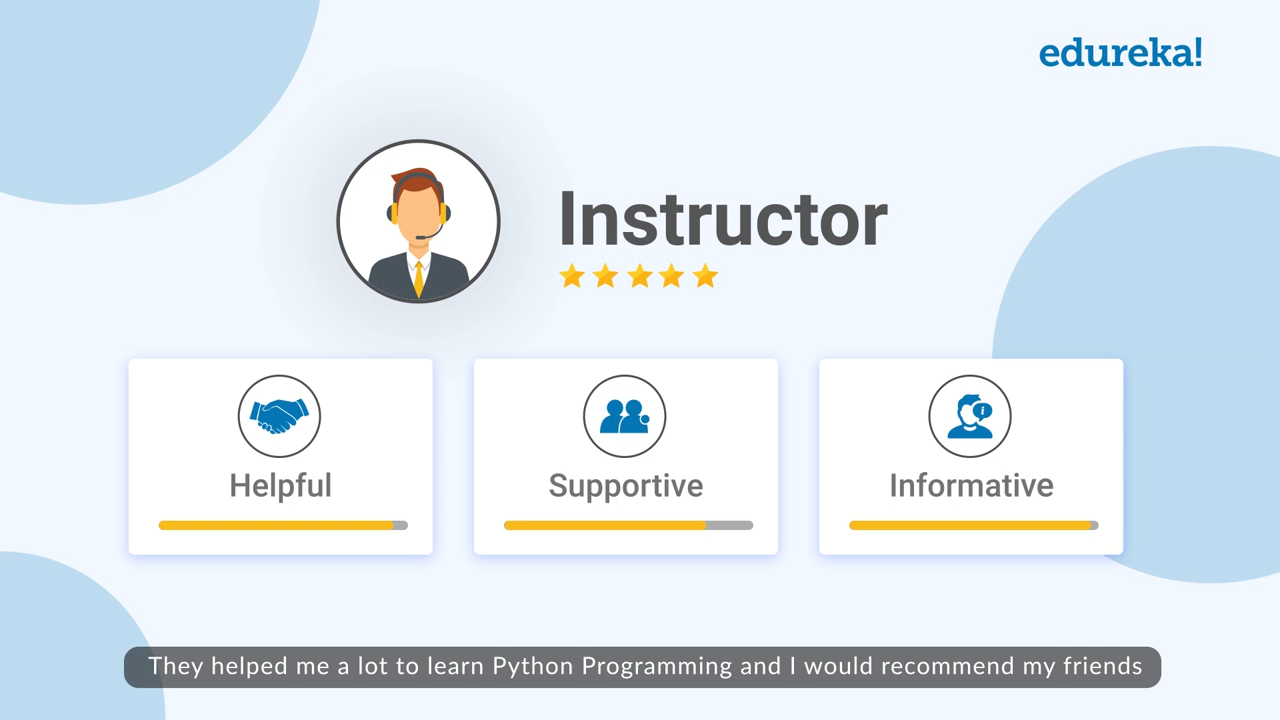 edureka!
Instructor
Helpful
Supportive
Informative
They helped me a lot to learn Python Programming and I would recommend my friends